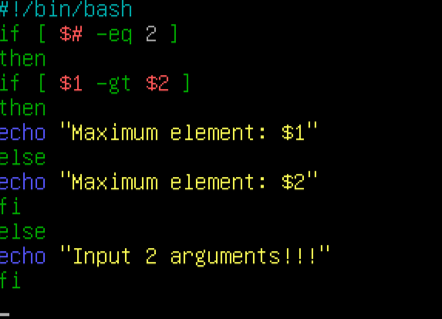 #!/bin/bash
if [ $# -eq 2 ]
then
if [ $1 -gt $2 ]
then
echo "Maximum element: $1"
else
echo "Maximum element: $2"
fi
else
echo "Input 2 arguments!!!"
fi